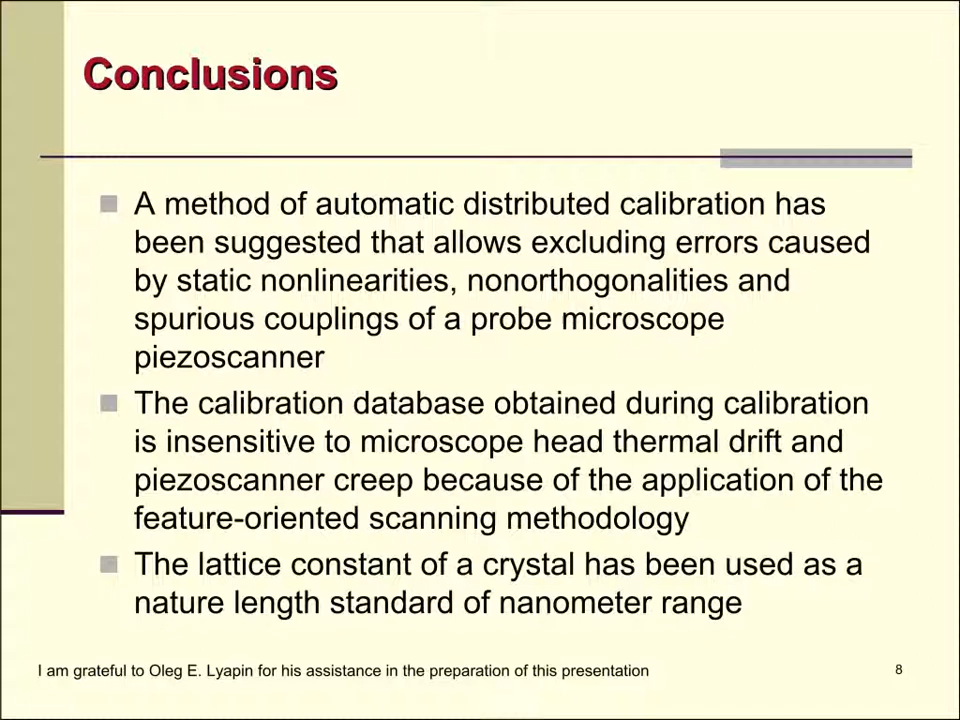 Conclusions
A method of automatic distributed calibration has
been suggested that allows excluding errors caused
by static nonlinearities, nonorthogonalities and
spurious couplings of a probe microscope
piezoscanner
The calibration database obtained during calibration
is insensitive to microscope head thermal drift and
piezoscanner creep because of the application of the
feature-oriented scanning methodology
The lattice constant of a crystal has been used as a
nature length standard of nanometer range
I am grateful to Oleg E. Lyapin for his assistance in the preparation of this presentation
8